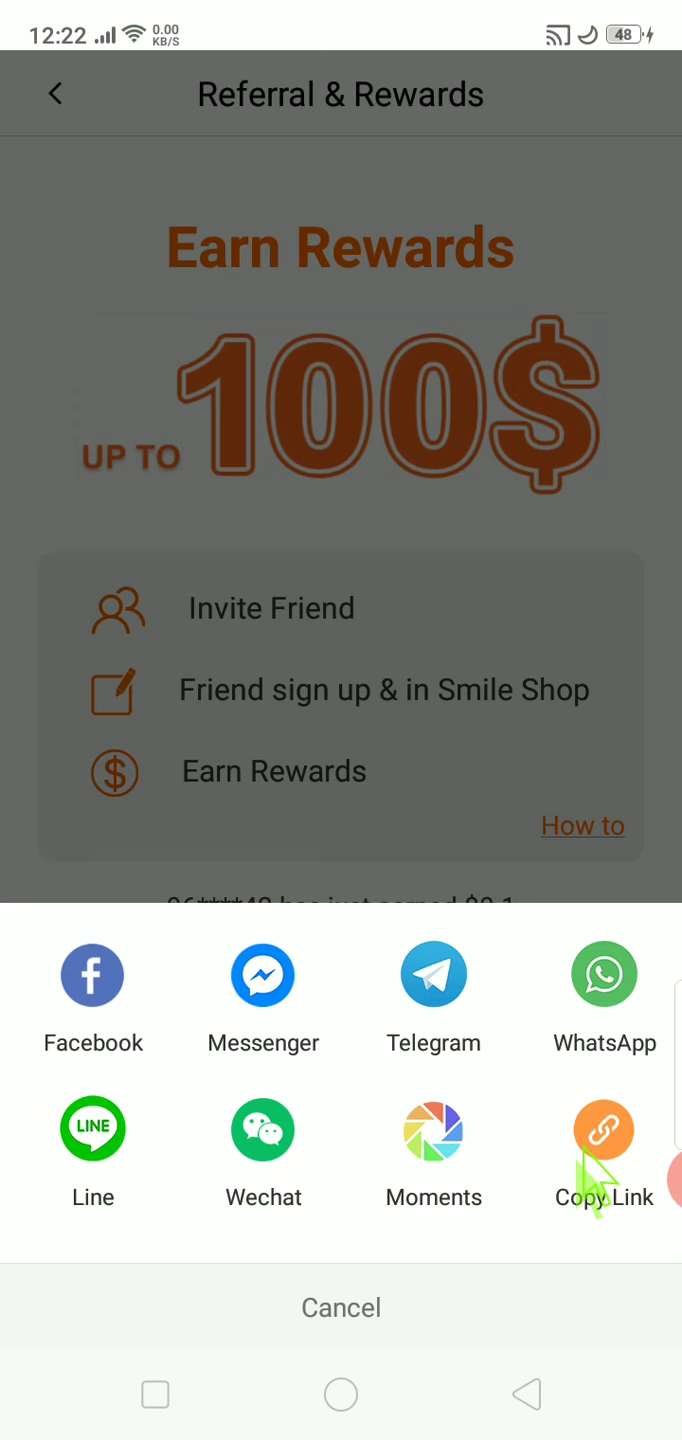 12:22 0.00 KB/S 48
Referral & Rewards
Earn Rewards
UP TO 100$
Invite Friend
Friend sign up & in Smile Shop
Earn Rewards
How to
Facebook Messenger Telegram WhatsApp
LINE
Line Wechat Moments Copy Link
Cancel